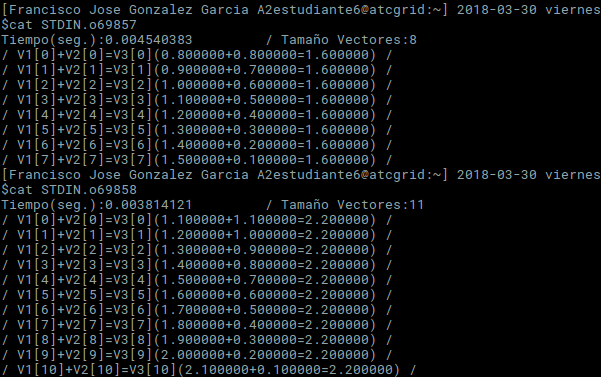 [Francisco Jose Gonzalez Garcia A2estudiante6@atcgrid:~] 2018-03-30 viernes
$cat STDIN.o69857
Tiempo(seg.):0.004540383 / Tamaño Vectores:8
/ V1[0]+V2[0]=V3[0](0.800000+0.800000=1.600000) /
/ V1[1]+V2[1]=V3[1](0.900000+0.700000=1.600000) /
/ V1[2]+V2[2]=V3[2](1.000000+0.600000=1.600000) /
/ V1[3]+V2[3]=V3[3](1.100000+0.500000=1.600000) /
/ V1[4]+V2[4]=V3[4](1.200000+0.400000=1.600000) /
/ V1[5]+V2[5]=V3[5](1.300000+0.300000=1.600000) /
/ V1[6]+V2[6]=V3[6](1.400000+0.200000=1.600000) /
/ V1[7]+V2[7]=V3[7](1.500000+0.100000=1.600000) /
[Francisco Jose Gonzalez Garcia A2estudiante6@atcgrid:~] 2018-03-30 viernes
$cat STDIN.o69858
Tiempo(seg.):0.003814121 / Tamaño Vectores:11
/ V1[0]+V2[0]=V3[0](1.100000+1.100000=2.200000) /
/ V1[1]+V2[1]=V3[1](1.200000+1.000000=2.200000) /
/ V1[2]+V2[2]=V3[2](1.300000+0.900000=2.200000) /
/ V1[3]+V2[3]=V3[3](1.400000+0.800000=2.200000) /
/ V1[4]+V2[4]=V3[4](1.500000+0.700000=2.200000) /
/ V1[5]+V2[5]=V3[5](1.600000+0.600000=2.200000) /
/ V1[6]+V2[6]=V3[6](1.700000+0.500000=2.200000) /
/ V1[7]+V2[7]=V3[7](1.800000+0.400000=2.200000) /
/ V1[8]+V2[8]=V3[8](1.900000+0.300000=2.200000) /
/ V1[9]+V2[9]=V3[9](2.000000+0.200000=2.200000) /
/ V1[10]+V2[10]=V3[10](2.100000+0.100000=2.200000) /